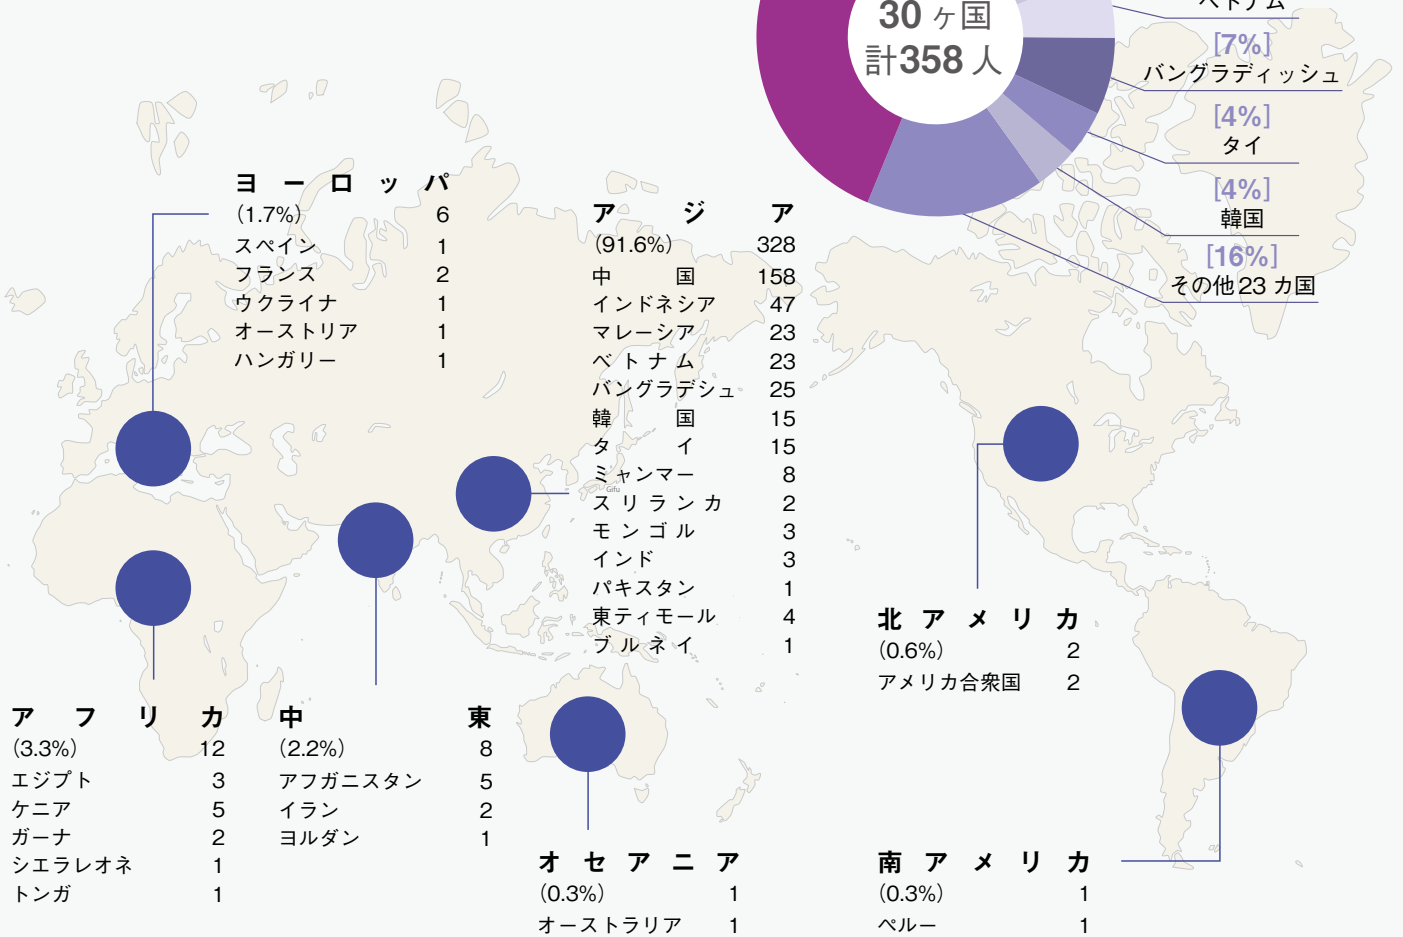 30 ヶ国
計358 人
ベトナム
[7%]
バングラディッシュ
[4%]
タイ
[4%]
韓国
[16%]
その他23 カ国
ヨーロッパ
(1.7%) 6
スペイン 1
フランス 2
ウクライナ 1
オーストリア 1
ハンガリー 1
アジア
(91.6%) 328
中国 158
インドネシア 47
マレーシア 23
ベトナム 23
バングラデシュ 25
韓国 15
タイ 15
ミャンマー 8
スリランカ 2
モンゴル 3
インド 3
パキスタン 1
東ティモール 4
ブルネイ 1
Gifu
北アメリカ
(0.6%) 2
アメリカ合衆国 2
アフリカ
(3.3%) 12
エジプト 3
ケニア 5
ガーナ 2
シエラレオネ 1
トンガ 1
中東
(2.2%) 8
アフガニスタン 5
イラン 2
ヨルダン 1
オセアニア
(0.3%) 1
オーストラリア 1
南アメリカ
(0.3%) 1
ペルー 1